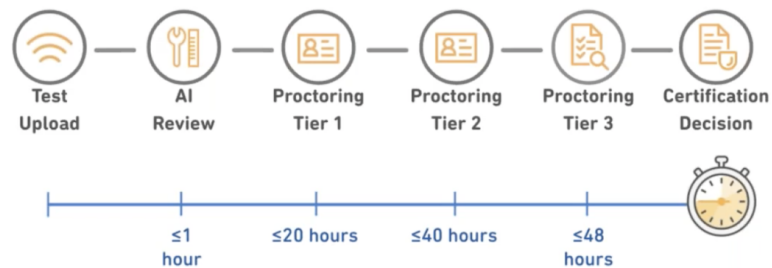 Test
Upload
AI
Review
Proctoring
Tier 1
Proctoring
Tier 2
Proctoring
Tier 3
Certification
Decision
≤1
hour
≤20 hours
≤40 hours
≤48
hours